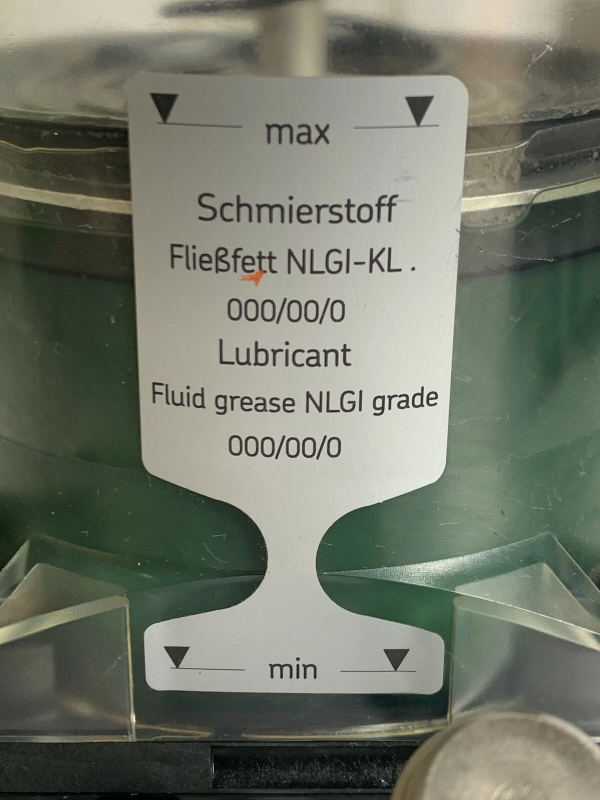 max
Schmierstoff
Fließfett NLGI-KL .
000/00/0
Lubricant
Fluid grease NLGI grade
000/00/0
min